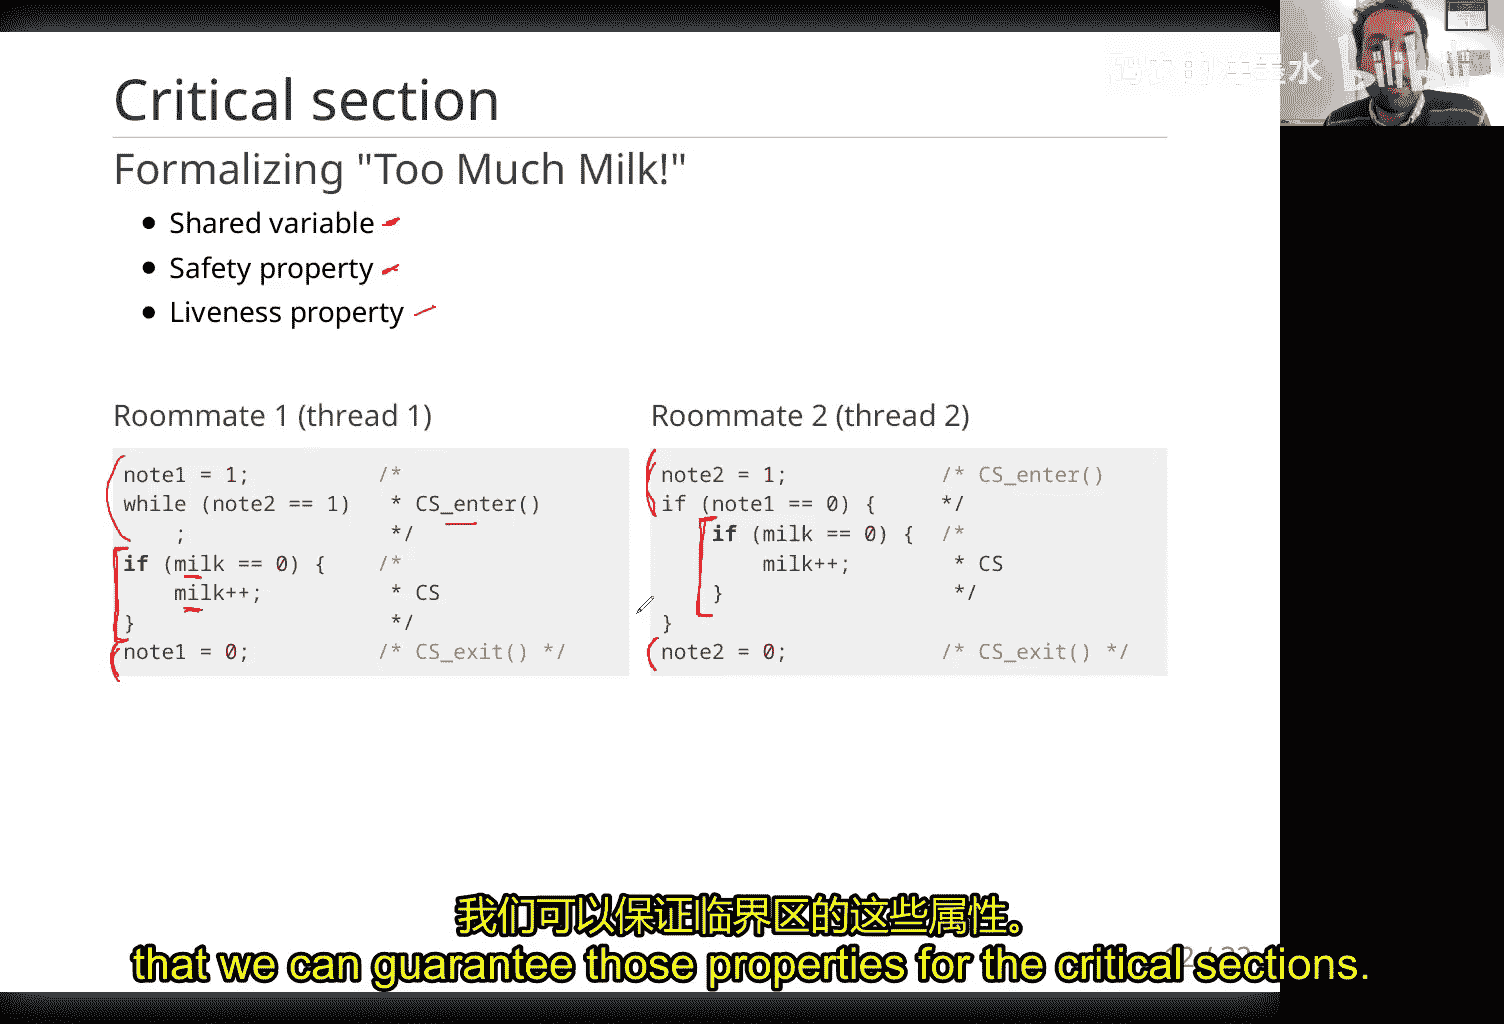 Critical section
Formalizing "Too Much Milk!"
● Shared variable
● Safety property
● Liveness property
Roommate 1 (thread 1)
note1 = 1; /*
while (note2 == 1) * CS_enter()
; */
if (milk == 0) { /*
milk++; * CS
} */
note1 = 0; /* CS_exit() */
Roommate 2 (thread 2)
note2 = 1; /* CS_enter()
if (note1 == 0) { */
if (milk == 0) { /*
milk++; * CS
} */
}
note2 = 0; /* CS_exit() */
我们可以保证临界区的这些属性。
that we can guarantee those properties for the critical sections.